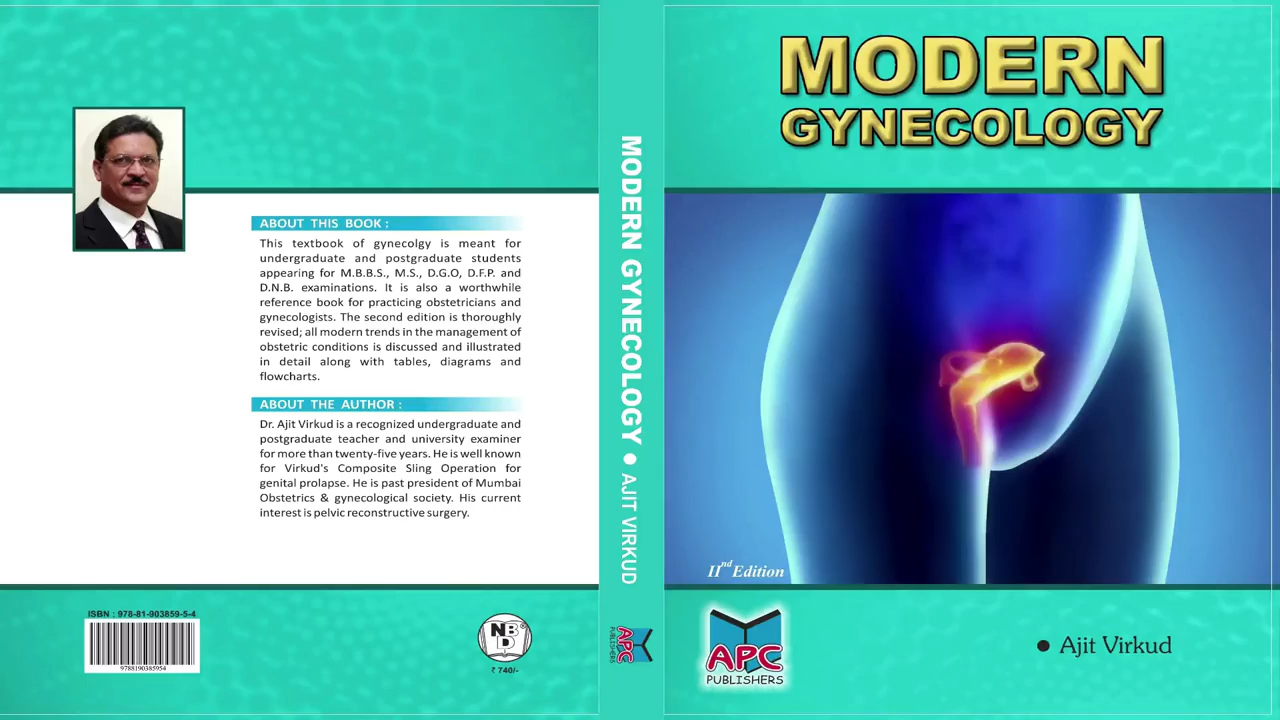 ABOUT THIS BOOK :
This textbook of gynecolgy is meant for
undergraduate and postgraduate students
appearing for M.B.B.S., M.S., D.G.O, D.F.P. and
D.N.B. examinations. It is also a worthwhile
reference book for practicing obstetricians and
gynecologists. The second edition is thoroughly
revised; all modern trends in the management of
obstetric conditions is discussed and illustrated
in detail along with tables, diagrams and
flowcharts.
ABOUT THE AUTHOR :
Dr. Ajit Virkud is a recognized undergraduate and
postgraduate teacher and university examiner
for more than twenty-five years. He is well known
for Virkud's Composite Sling Operation for
genital prolapse. He is past president of Mumbai
Obstetrics & gynecological society. His current
interest is pelvic reconstructive surgery.
ISBN : 978-81-903859-5-4
9788190385954
NBD
®
₹ 740/-
MODERN GYNECOLOGY ● AJIT VIRKUD
APC
PUBLISHERS
MODERN
GYNECOLOGY
IInd Edition
APC
PUBLISHERS
● Ajit Virkud